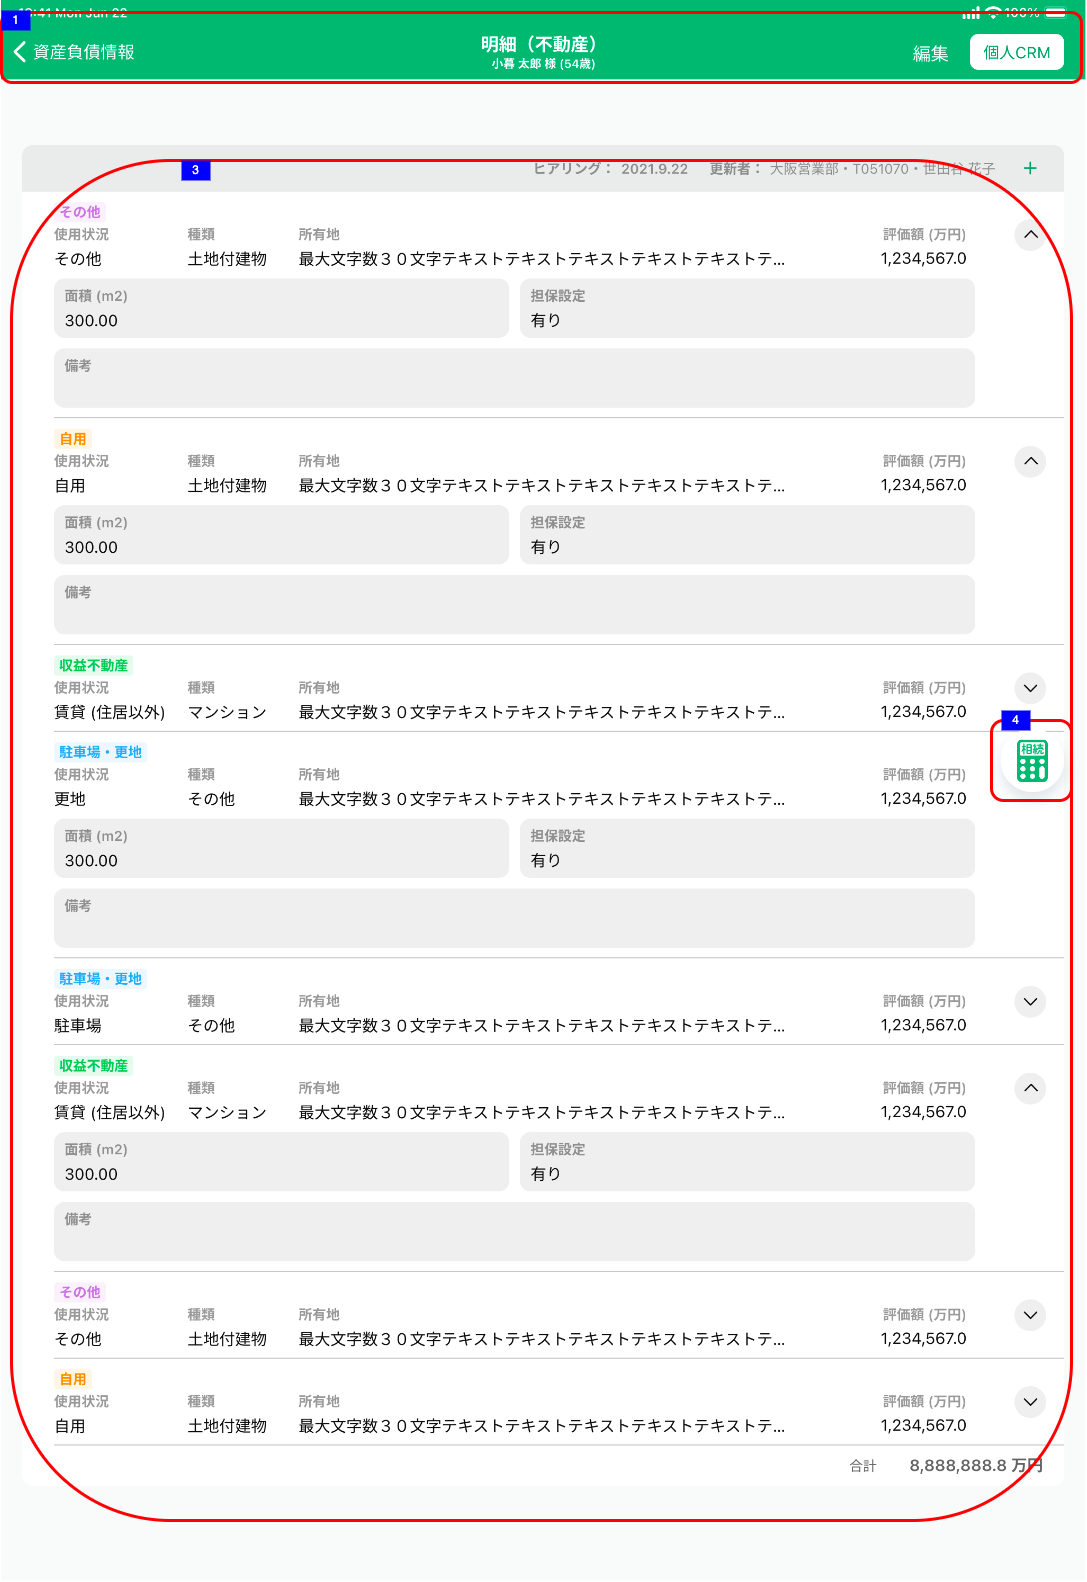 1
9:41 Mon Jun 22
100%
資産負債情報
明細（不動産）
小暮 太郎 様 (54歳)
編集
個人CRM
3
ヒアリング： 2021.9.22 更新者： 大阪営業部・T051070・世田谷 花子 +
その他
使用状況 種類 所有地 評価額 (万円)
その他 土地付建物 最大文字数３０文字テキストテキストテキストテキストテキストテ... 1,234,567.0
面積 (m2) 担保設定
300.00 有り
備考
自用
使用状況 種類 所有地 評価額 (万円)
自用 土地付建物 最大文字数３０文字テキストテキストテキストテキストテキストテ... 1,234,567.0
面積 (m2) 担保設定
300.00 有り
備考
収益不動産
使用状況 種類 所有地 評価額 (万円)
賃貸 (住居以外) マンション 最大文字数３０文字テキストテキストテキストテキストテキストテ... 1,234,567.0
4
相続
駐車場・更地
使用状況 種類 所有地 評価額 (万円)
更地 その他 最大文字数３０文字テキストテキストテキストテキストテキストテ... 1,234,567.0
面積 (m2) 担保設定
300.00 有り
備考
駐車場・更地
使用状況 種類 所有地 評価額 (万円)
駐車場 その他 最大文字数３０文字テキストテキストテキストテキストテキストテ... 1,234,567.0
収益不動産
使用状況 種類 所有地 評価額 (万円)
賃貸 (住居以外) マンション 最大文字数３０文字テキストテキストテキストテキストテキストテ... 1,234,567.0
面積 (m2) 担保設定
300.00 有り
備考
その他
使用状況 種類 所有地 評価額 (万円)
その他 土地付建物 最大文字数３０文字テキストテキストテキストテキストテキストテ... 1,234,567.0
自用
使用状況 種類 所有地 評価額 (万円)
自用 土地付建物 最大文字数３０文字テキストテキストテキストテキストテキストテ... 1,234,567.0
合計 8,888,888.8 万円